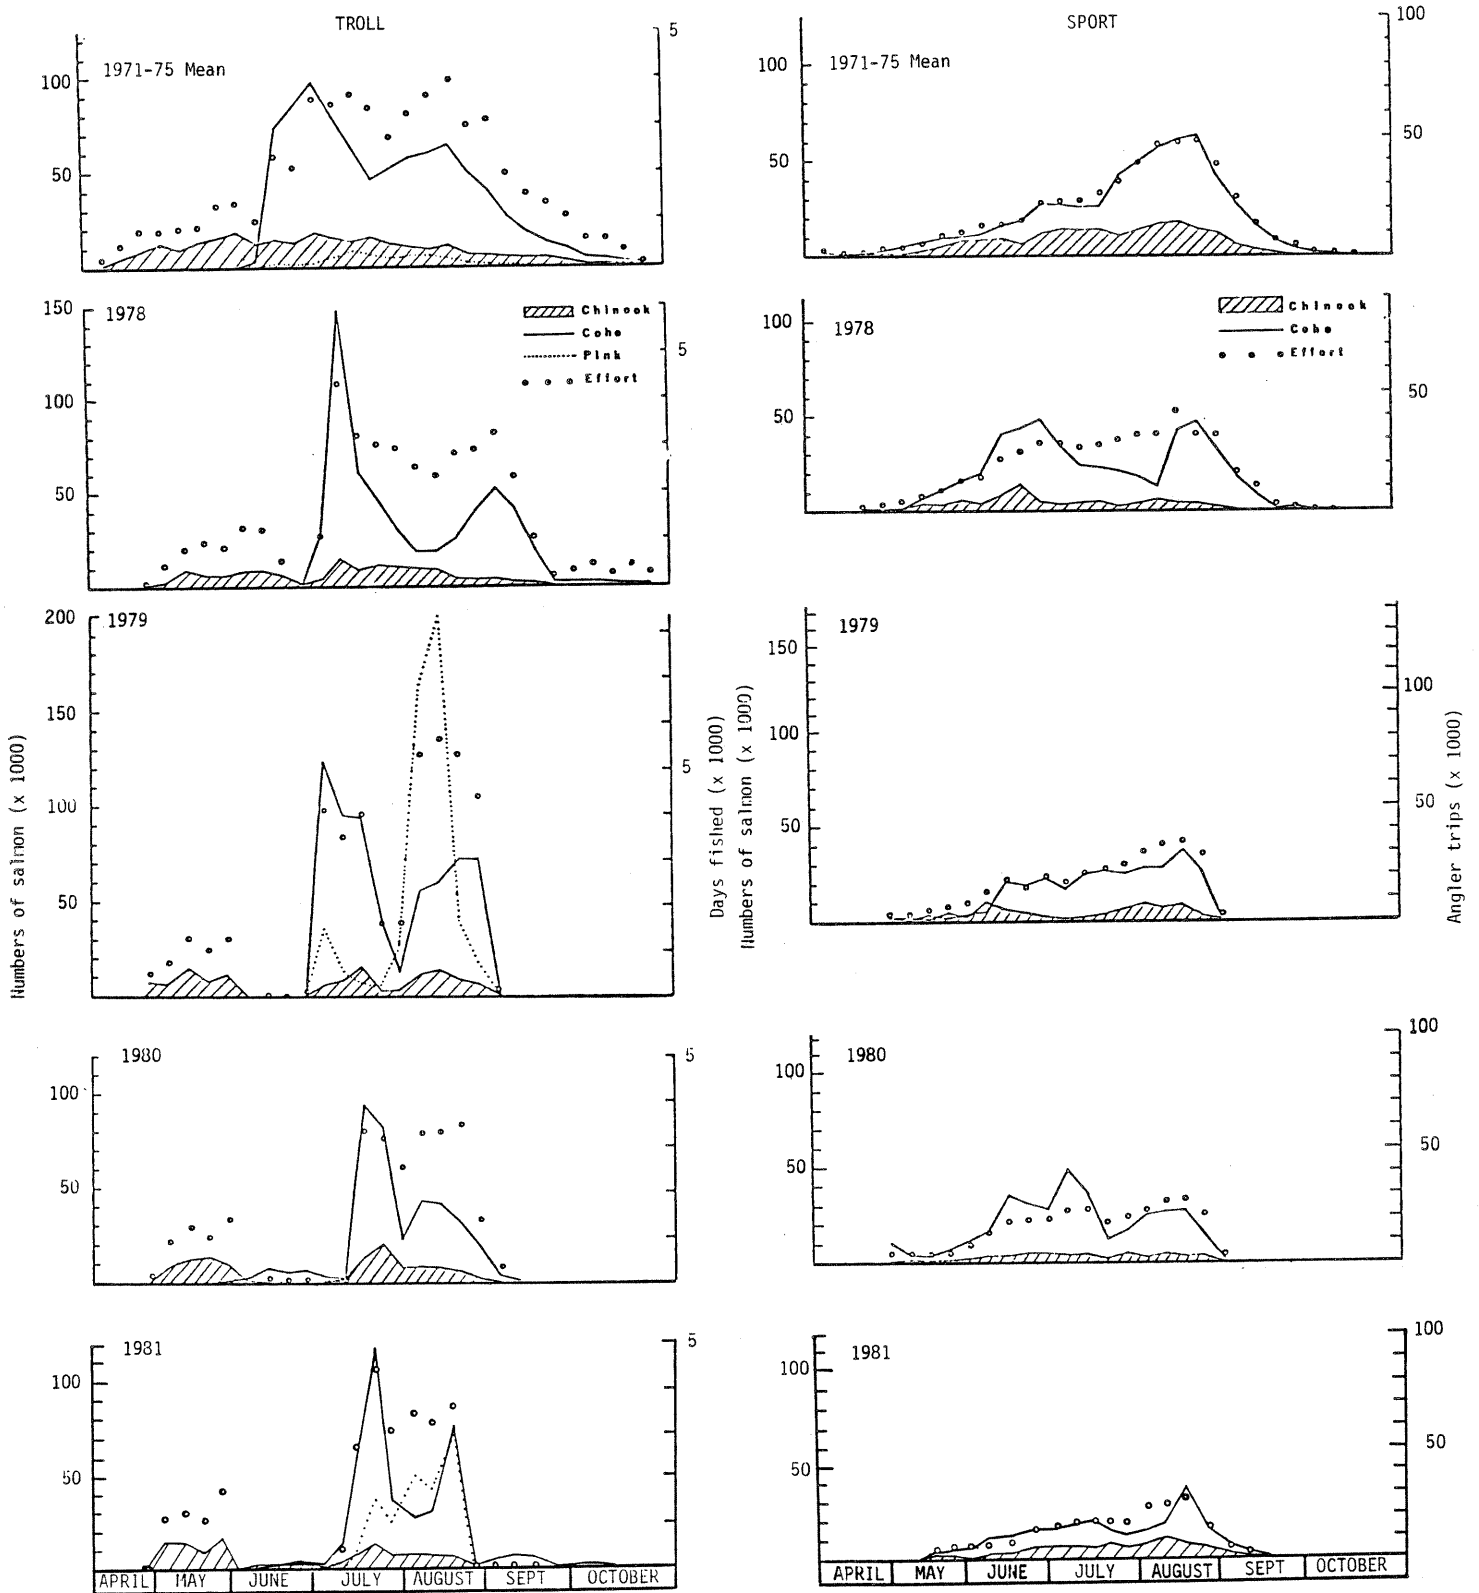 TROLL
5
1971-75 Mean
100
50
SPORT
100
1971-75 Mean
100
50
50
150
1978
Chinook
Coho
Pink
Effort
5
100
50
100
1978
Chinook
Coho
Effort
50
50
200
1979
150
100
50
5
Numbers of salmon (x 1000)
Days fished (x 1000)
Numbers of salmon (x 1000)
1979
150
100
50
100
50
Angler trips (x 1000)
1980
5
100
50
1980
100
100
50
50
1981
5
100
50
APRIL MAY JUNE JULY AUGUST SEPT OCTOBER
1981
100
100
50
50
APRIL MAY JUNE JULY AUGUST SEPT OCTOBER